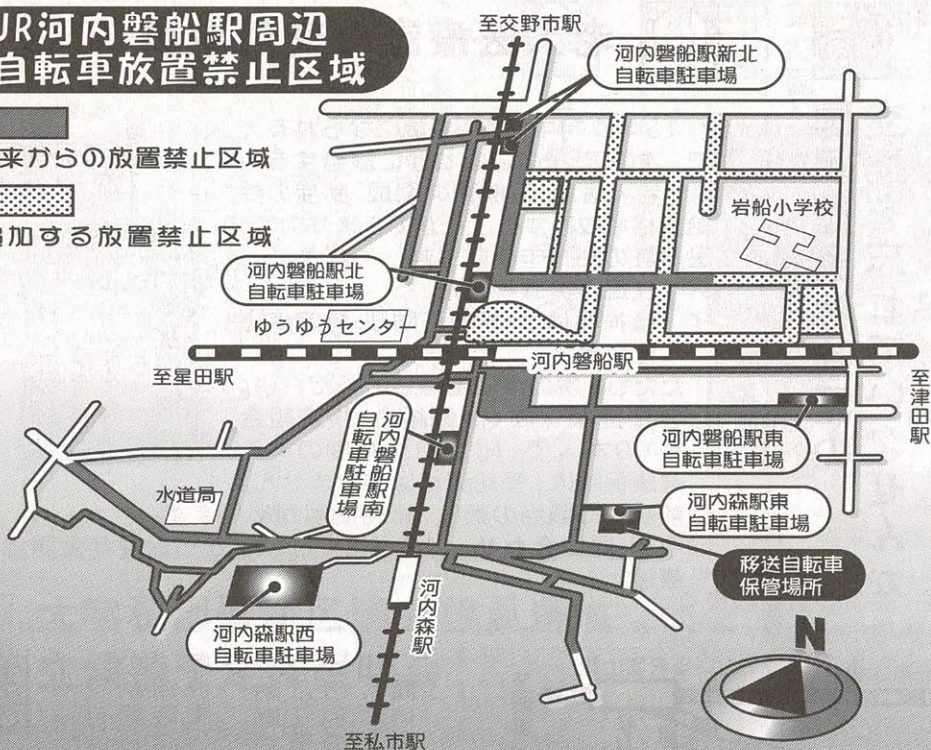 JR河内磐船駅周辺
自転車放置禁止区域
来からの放置禁止区域
追加する放置禁止区域
至交野市駅
河内磐船駅新北
自転車駐車場
岩船小学校
河内磐船駅北
自転車駐車場
ゆうゆうセンター
河内磐船駅
至星田駅
至津田駅
河内磐船駅南
自転車駐車場
河内磐船駅東
自転車駐車場
水道局
河内森駅東
自転車駐車場
移送自転車
保管場所
河内森駅
河内森駅西
自転車駐車場
N
至私市駅